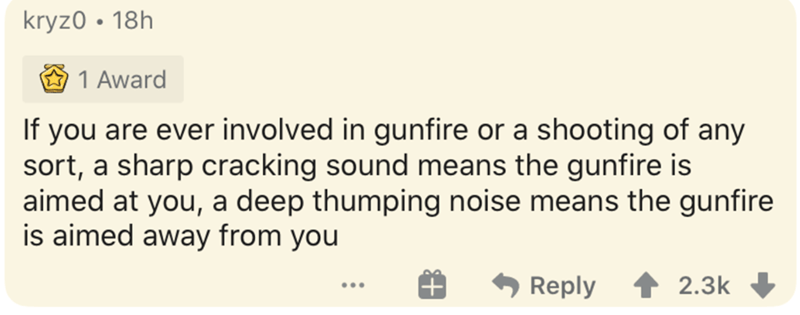 kryz0 • 18h
1 Award
If you are ever involved in gunfire or a shooting of any
sort, a sharp cracking sound means the gunfire is
aimed at you, a deep thumping noise means the gunfire
is aimed away from you
... Reply 2.3k